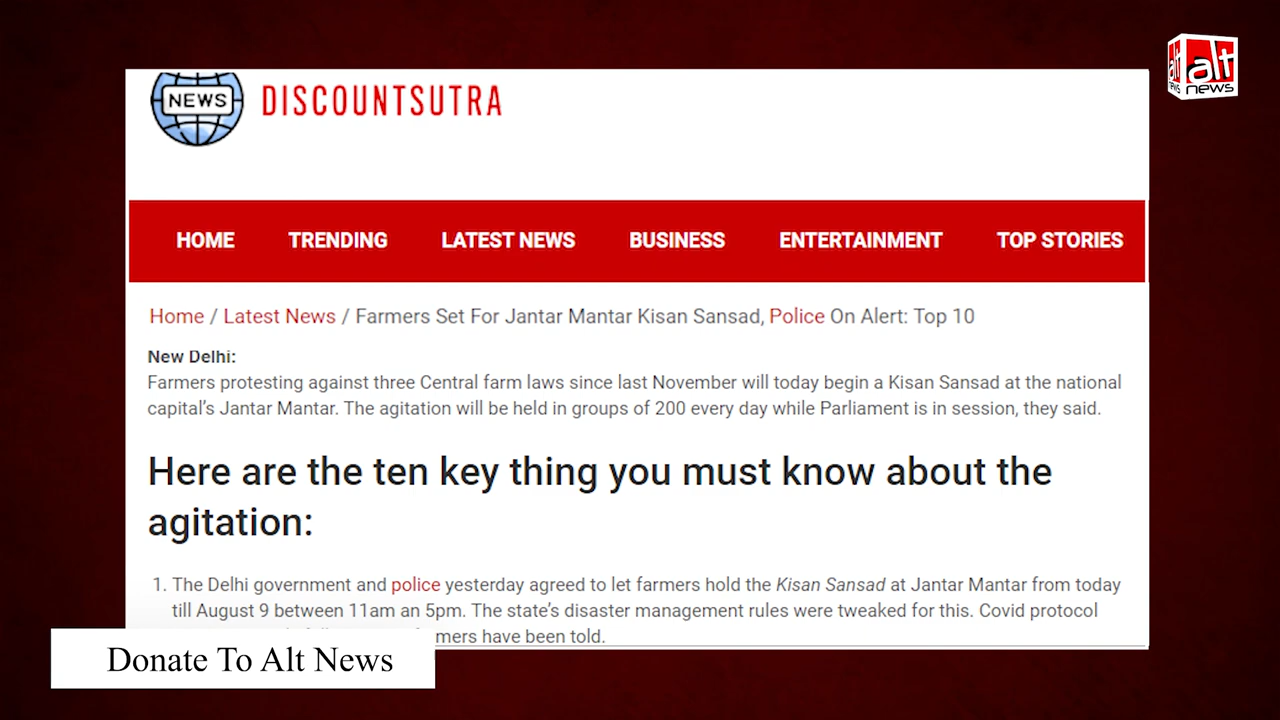 NEWS
DISCOUNTSUTRA
alt
news
HOME TRENDING LATEST NEWS BUSINESS ENTERTAINMENT TOP STORIES
Home / Latest News / Farmers Set For Jantar Mantar Kisan Sansad, Police On Alert: Top 10
New Delhi:
Farmers protesting against three Central farm laws since last November will today begin a Kisan Sansad at the national
capital's Jantar Mantar. The agitation will be held in groups of 200 every day while Parliament is in session, they said.
Here are the ten key thing you must know about the
agitation:
1. The Delhi government and police yesterday agreed to let farmers hold the Kisan Sansad at Jantar Mantar from today
till August 9 between 11am an 5pm. The state's disaster management rules were tweaked for this. Covid protocol
have been told.
Donate To Alt News